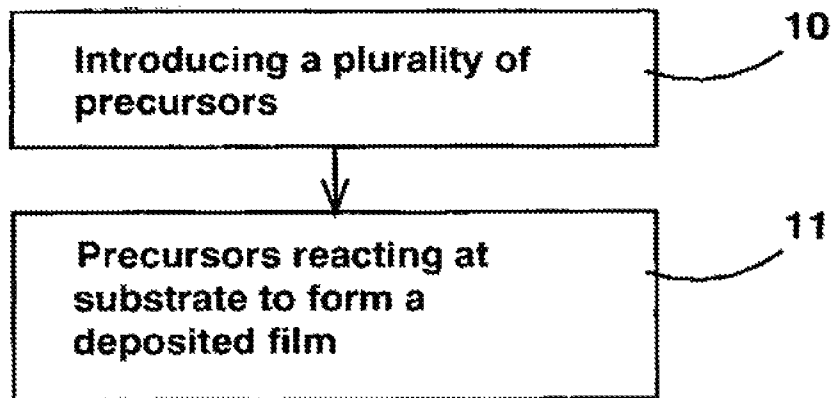 10
Introducing a plurality of
precursors
11
Precursors reacting at
substrate to form a
deposited film